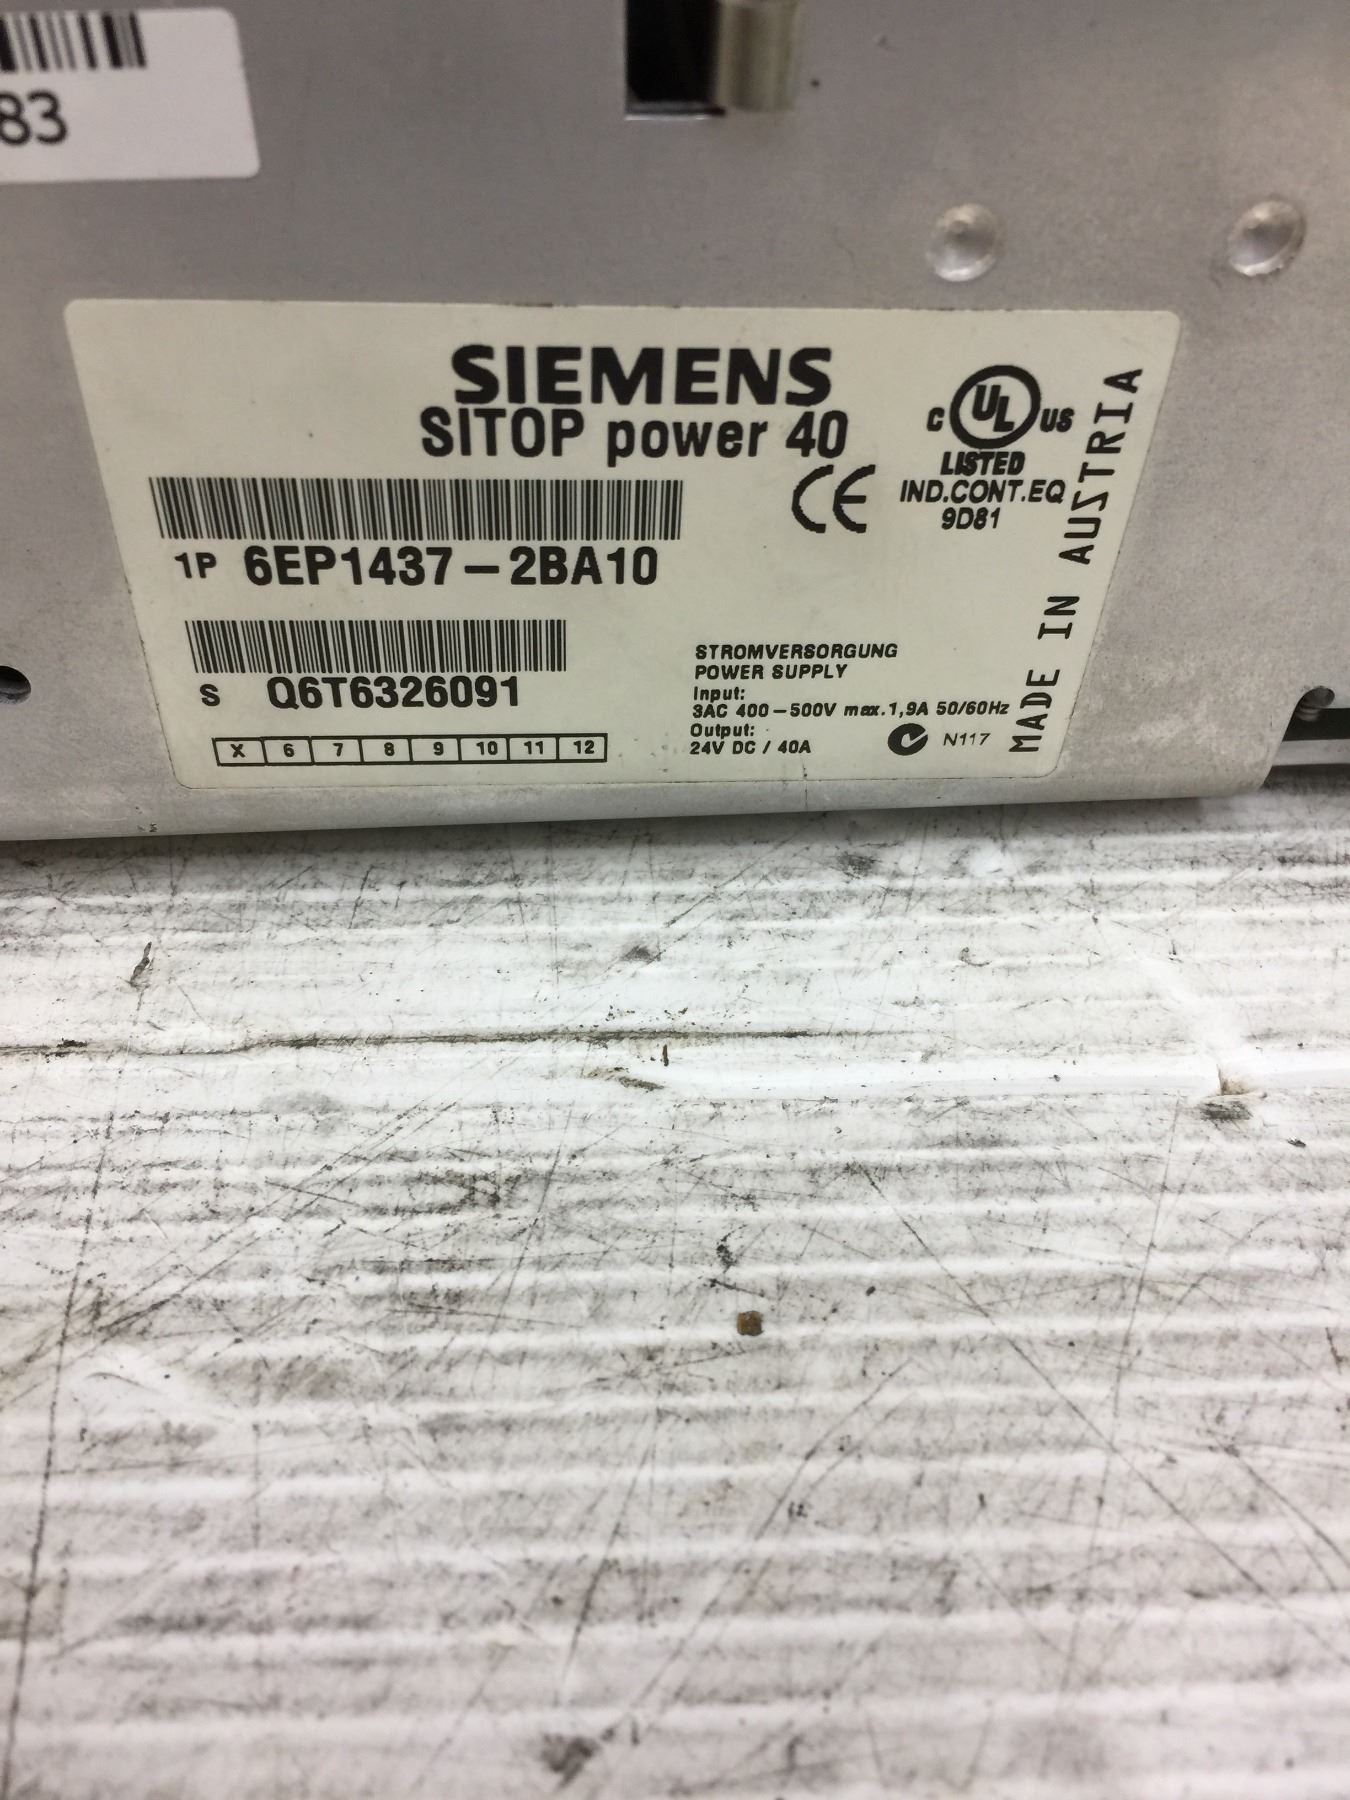 83
SIEMENS
SITOP power 40
C UL US
LISTED
IND.CONT.EQ
9D81
CE
1P 6EP1437-2BA10
S Q6T6326091
X 6 7 8 9 10 11 12
STROMVERSORGUNG
POWER SUPPLY
Input:
3AC 400-500V max.1,9A 50/60Hz
Output:
24V DC / 40A
N117
MADE IN AUSTRIA